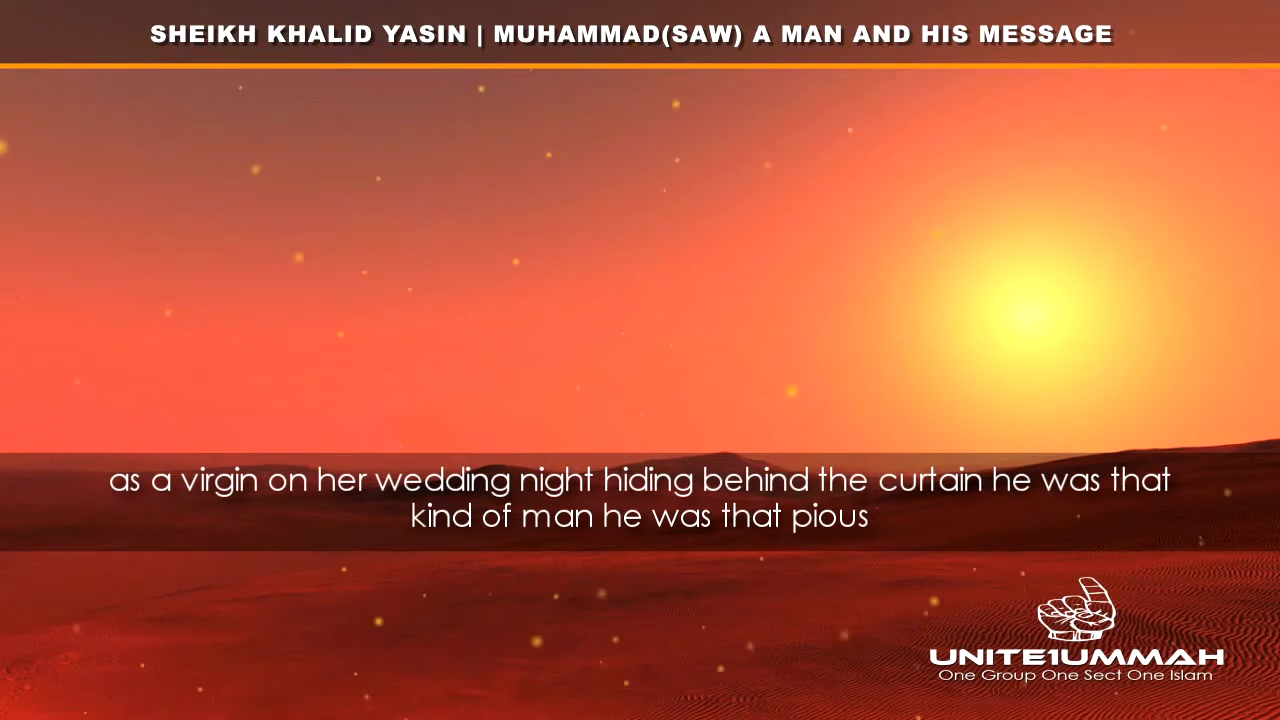 SHEIKH KHALID YASIN | MUHAMMAD(SAW) A MAN AND HIS MESSAGE
as a virgin on her wedding night hiding behind the curtain he was that
kind of man he was that pious
UNITE1UMMAH
One Group One Sect One Islam